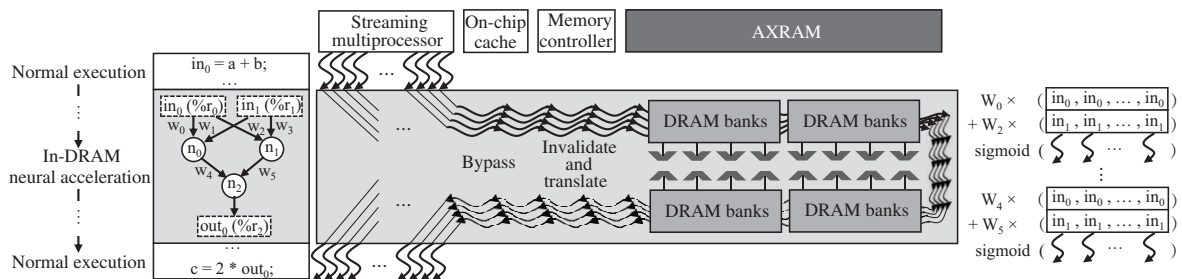 Streaming multiprocessor
On-chip cache
Memory controller
AXRAM
Normal execution
In-DRAM neural acceleration
Normal execution
in₀ = a + b;
...
in₀ (%r₀) in₁ (%r₁)
w₀ w₁ w₂ w₃
n₀ n₁
w₄ w₅
n₂
out₀ (%r₂)
...
c = 2 * out₀;
...
...
...
...
Bypass
Invalidate and translate
DRAM banks DRAM banks
DRAM banks DRAM banks
W₀ × ( in₀ , in₀ , ... , in₀ )
+ W₂ × ( in₁ , in₁ , ... , in₁ )
sigmoid ( ... )
⋮
W₄ × ( in₀ , in₀ , ... , in₀ )
+ W₅ × ( in₁ , in₁ , ... , in₁ )
sigmoid ( ... )